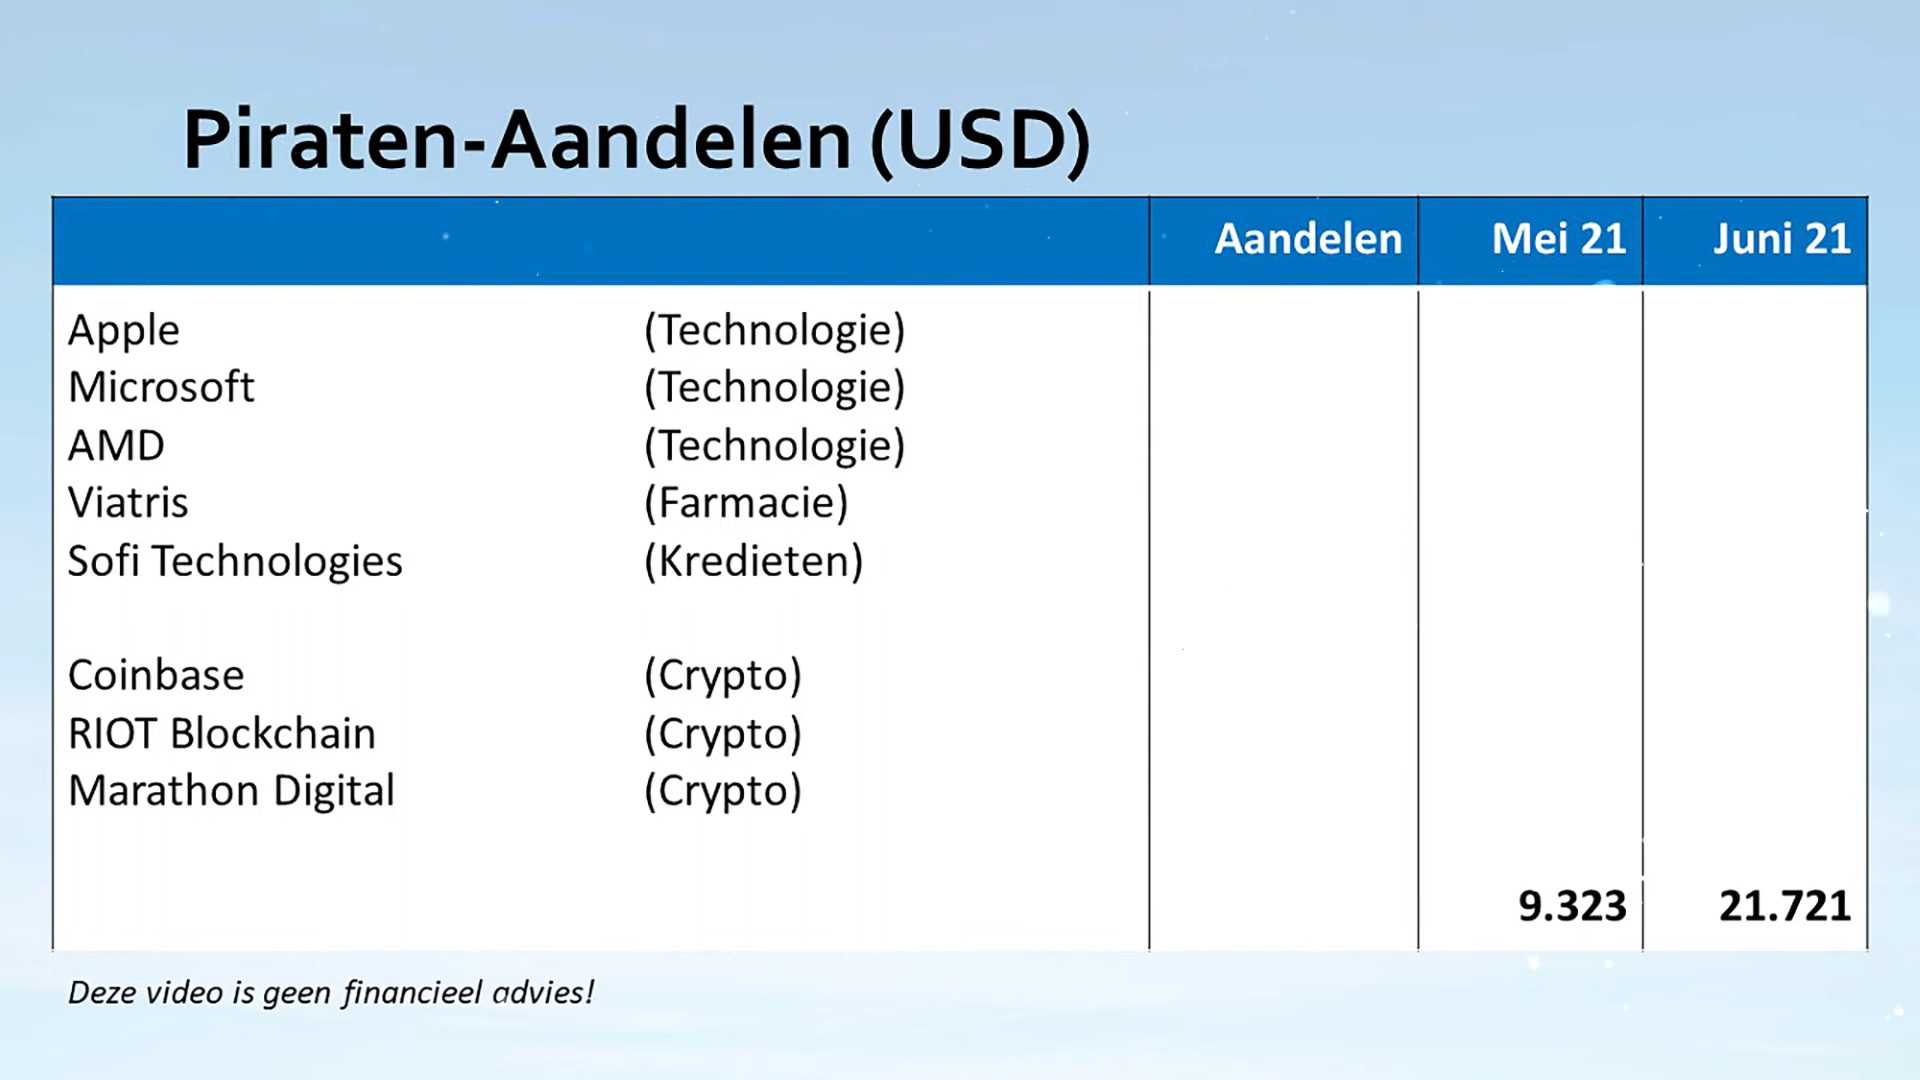 Piraten-Aandelen (USD)
Aandelen Mei 21 Juni 21
Apple (Technologie)
Microsoft (Technologie)
AMD (Technologie)
Viatris (Farmacie)
Sofi Technologies (Kredieten)
Coinbase (Crypto)
RIOT Blockchain (Crypto)
Marathon Digital (Crypto)
9.323 21.721
Deze video is geen financieel advies!